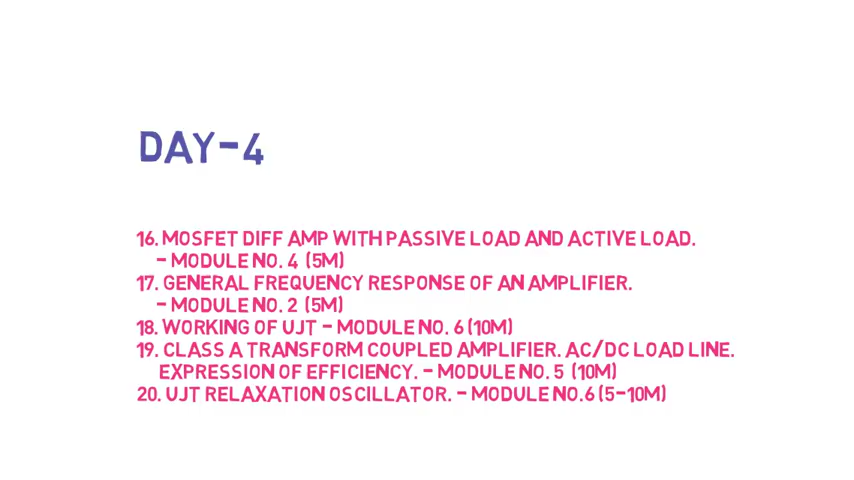 DAY-4
16. MOSFET DIFF AMP WITH PASSIVE LOAD AND ACTIVE LOAD.
- MODULE NO. 4 (5M)
17. GENERAL FREQUENCY RESPONSE OF AN AMPLIFIER.
- MODULE NO. 2 (5M)
18. WORKING OF UJT - MODULE NO. 6 (10M)
19. CLASS A TRANSFORM COUPLED AMPLIFIER. AC/DC LOAD LINE.
EXPRESSION OF EFFICIENCY. - MODULE NO. 5 (10M)
20. UJT RELAXATION OSCILLATOR. - MODULE NO.6 (5-10M)